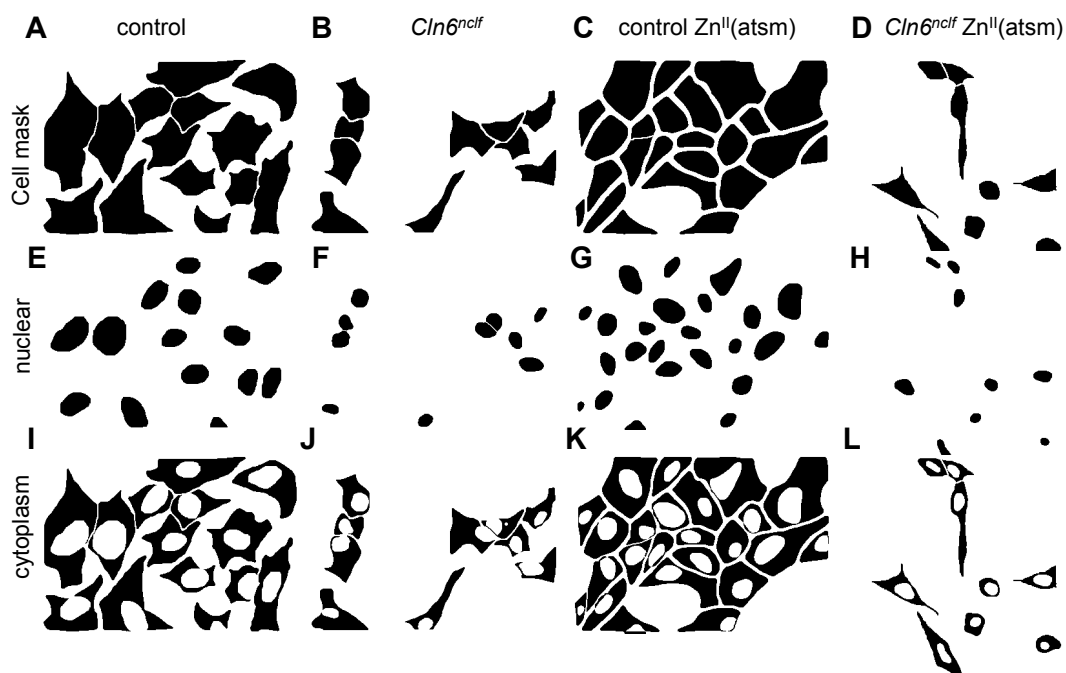 A control B Cln6ⁿᶜˡᶠ C control Znᴵᴵ(atsm) D Cln6ⁿᶜˡᶠ Znᴵᴵ(atsm)
Cell mask
E F G H
nuclear
I J K L
cytoplasm